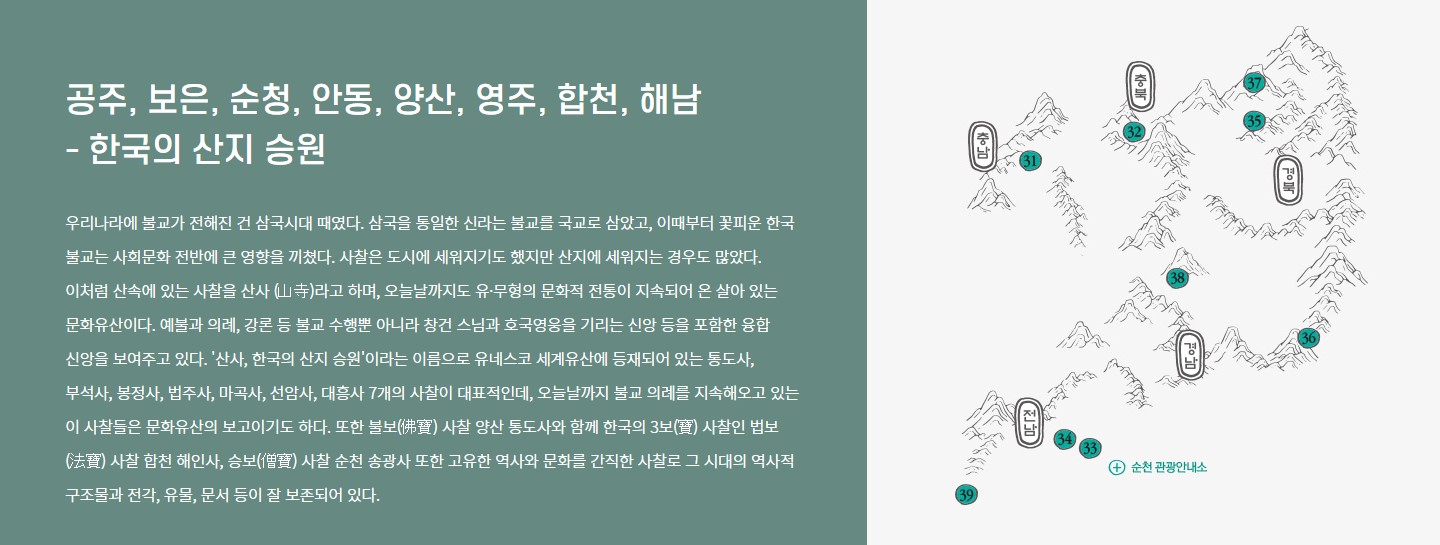 공주, 보은, 순청, 안동, 양산, 영주, 합천, 해남
- 한국의 산지 승원
우리나라에 불교가 전해진 건 삼국시대 때였다. 삼국을 통일한 신라는 불교를 국교로 삼았고, 이때부터 꽃피운 한국
불교는 사회문화 전반에 큰 영향을 끼쳤다. 사찰은 도시에 세워지기도 했지만 산지에 세워지는 경우도 많았다.
이처럼 산속에 있는 사찰을 산사 (山寺)라고 하며, 오늘날까지도 유·무형의 문화적 전통이 지속되어 온 살아 있는
문화유산이다. 예불과 의례, 강론 등 불교 수행뿐 아니라 창건 스님과 호국영웅을 기리는 신앙 등을 포함한 융합
신앙을 보여주고 있다. '산사, 한국의 산지 승원'이라는 이름으로 유네스코 세계유산에 등재되어 있는 통도사,
부석사, 봉정사, 법주사, 마곡사, 선암사, 대흥사 7개의 사찰이 대표적인데, 오늘날까지 불교 의례를 지속해오고 있는
이 사찰들은 문화유산의 보고이기도 하다. 또한 불보(佛寶) 사찰 양산 통도사와 함께 한국의 3보(寶) 사찰인 법보
(法寶) 사찰 합천 해인사, 승보(僧寶) 사찰 순천 송광사 또한 고유한 역사와 문화를 간직한 사찰로 그 시대의 역사적
구조물과 전각, 유물, 문서 등이 잘 보존되어 있다.
충북
37
35
32
충남
31
경북
38
36
경남
전남
34
33
순천 관광안내소
39